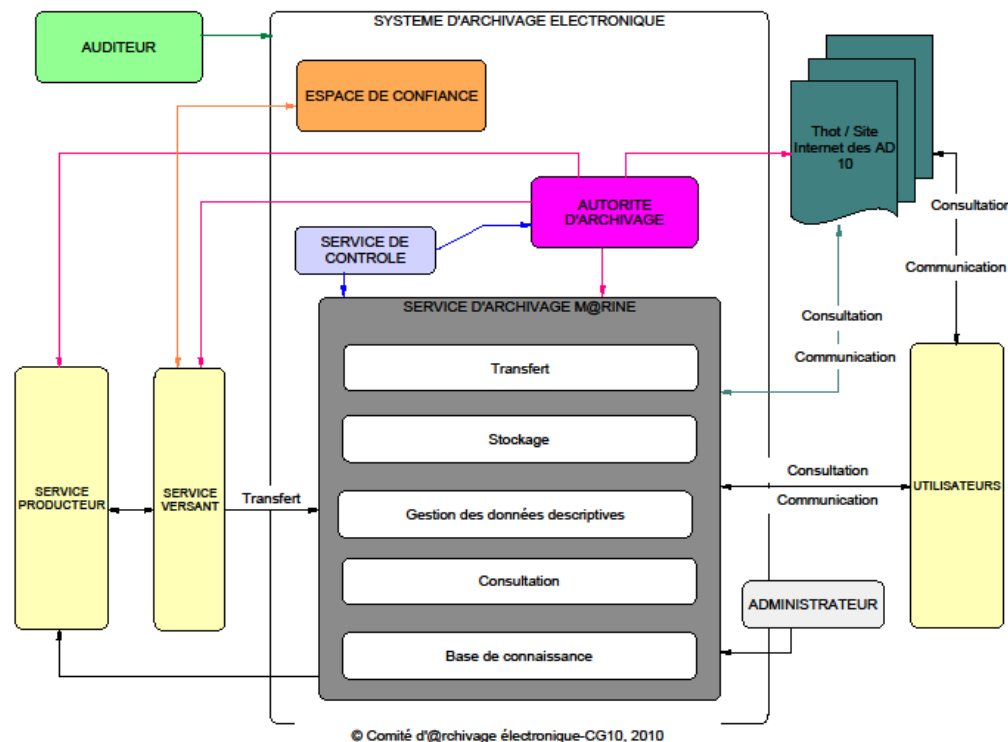 SYSTEME D'ARCHIVAGE ELECTRONIQUE
AUDITEUR
ESPACE DE CONFIANCE
Thot / Site
Internet des AD
10
AUTORITE
D'ARCHIVAGE
Consultation
SERVICE DE
CONTROLE
Communication
SERVICE D'ARCHIVAGE M@RINE
Consultation
Communication
Transfert
Stockage
SERVICE
PRODUCTEUR
SERVICE
VERSANT
Transfert
Gestion des données descriptives
Consultation
Communication
UTILISATEURS
Consultation
ADMINISTRATEUR
Base de connaissance
© Comité d'@rchivage électronique-CG10, 2010